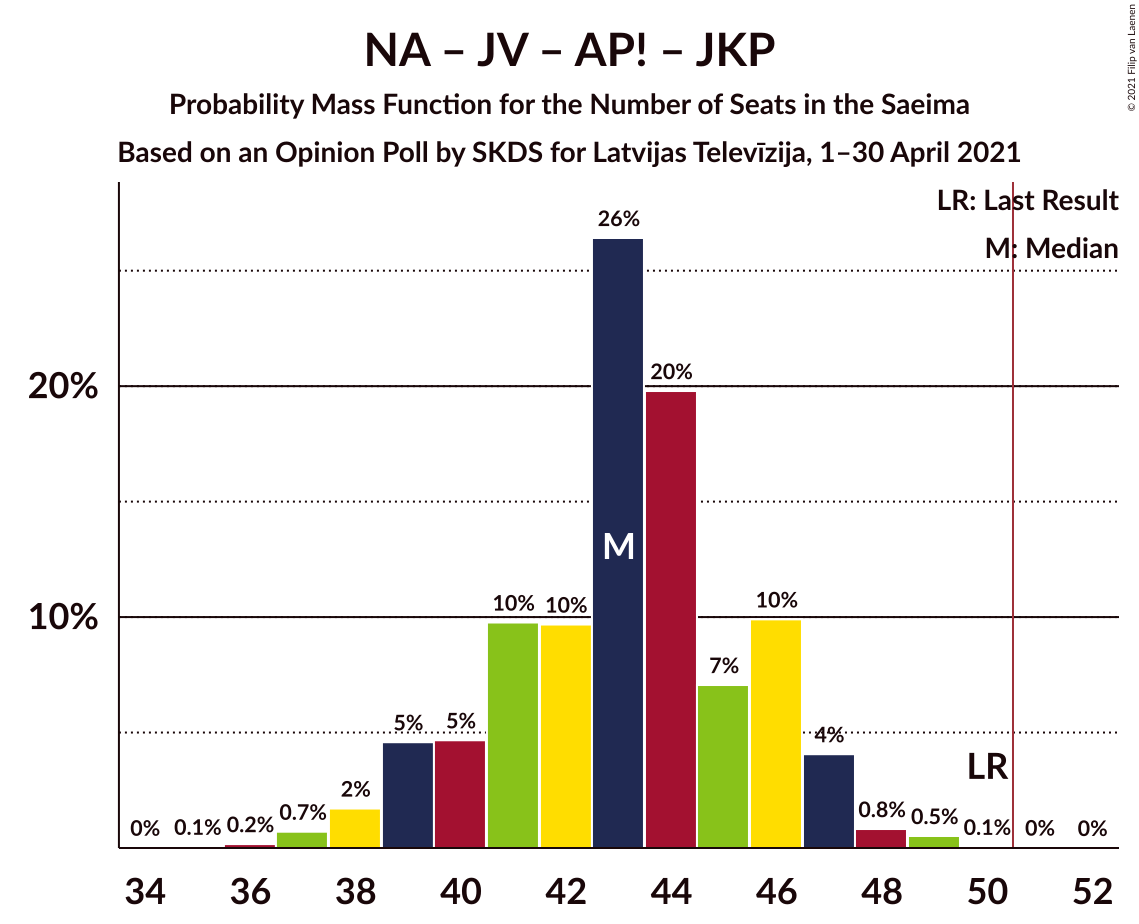 © 2021 Filip van Laenen
NA – JV – AP! – JKP
Probability Mass Function for the Number of Seats in the Saeima
Based on an Opinion Poll by SKDS for Latvijas Televīzija, 1–30 April 2021
LR: Last Result
M: Median
26%
20%
20%
M
10%
10%
10%
10%
7%
5%
5%
4%
LR
2%
0%
0.1%
0.2%
0.7%
0.8%
0.5%
0.1%
0%
0%
34 36 38 40 42 44 46 48 50 52